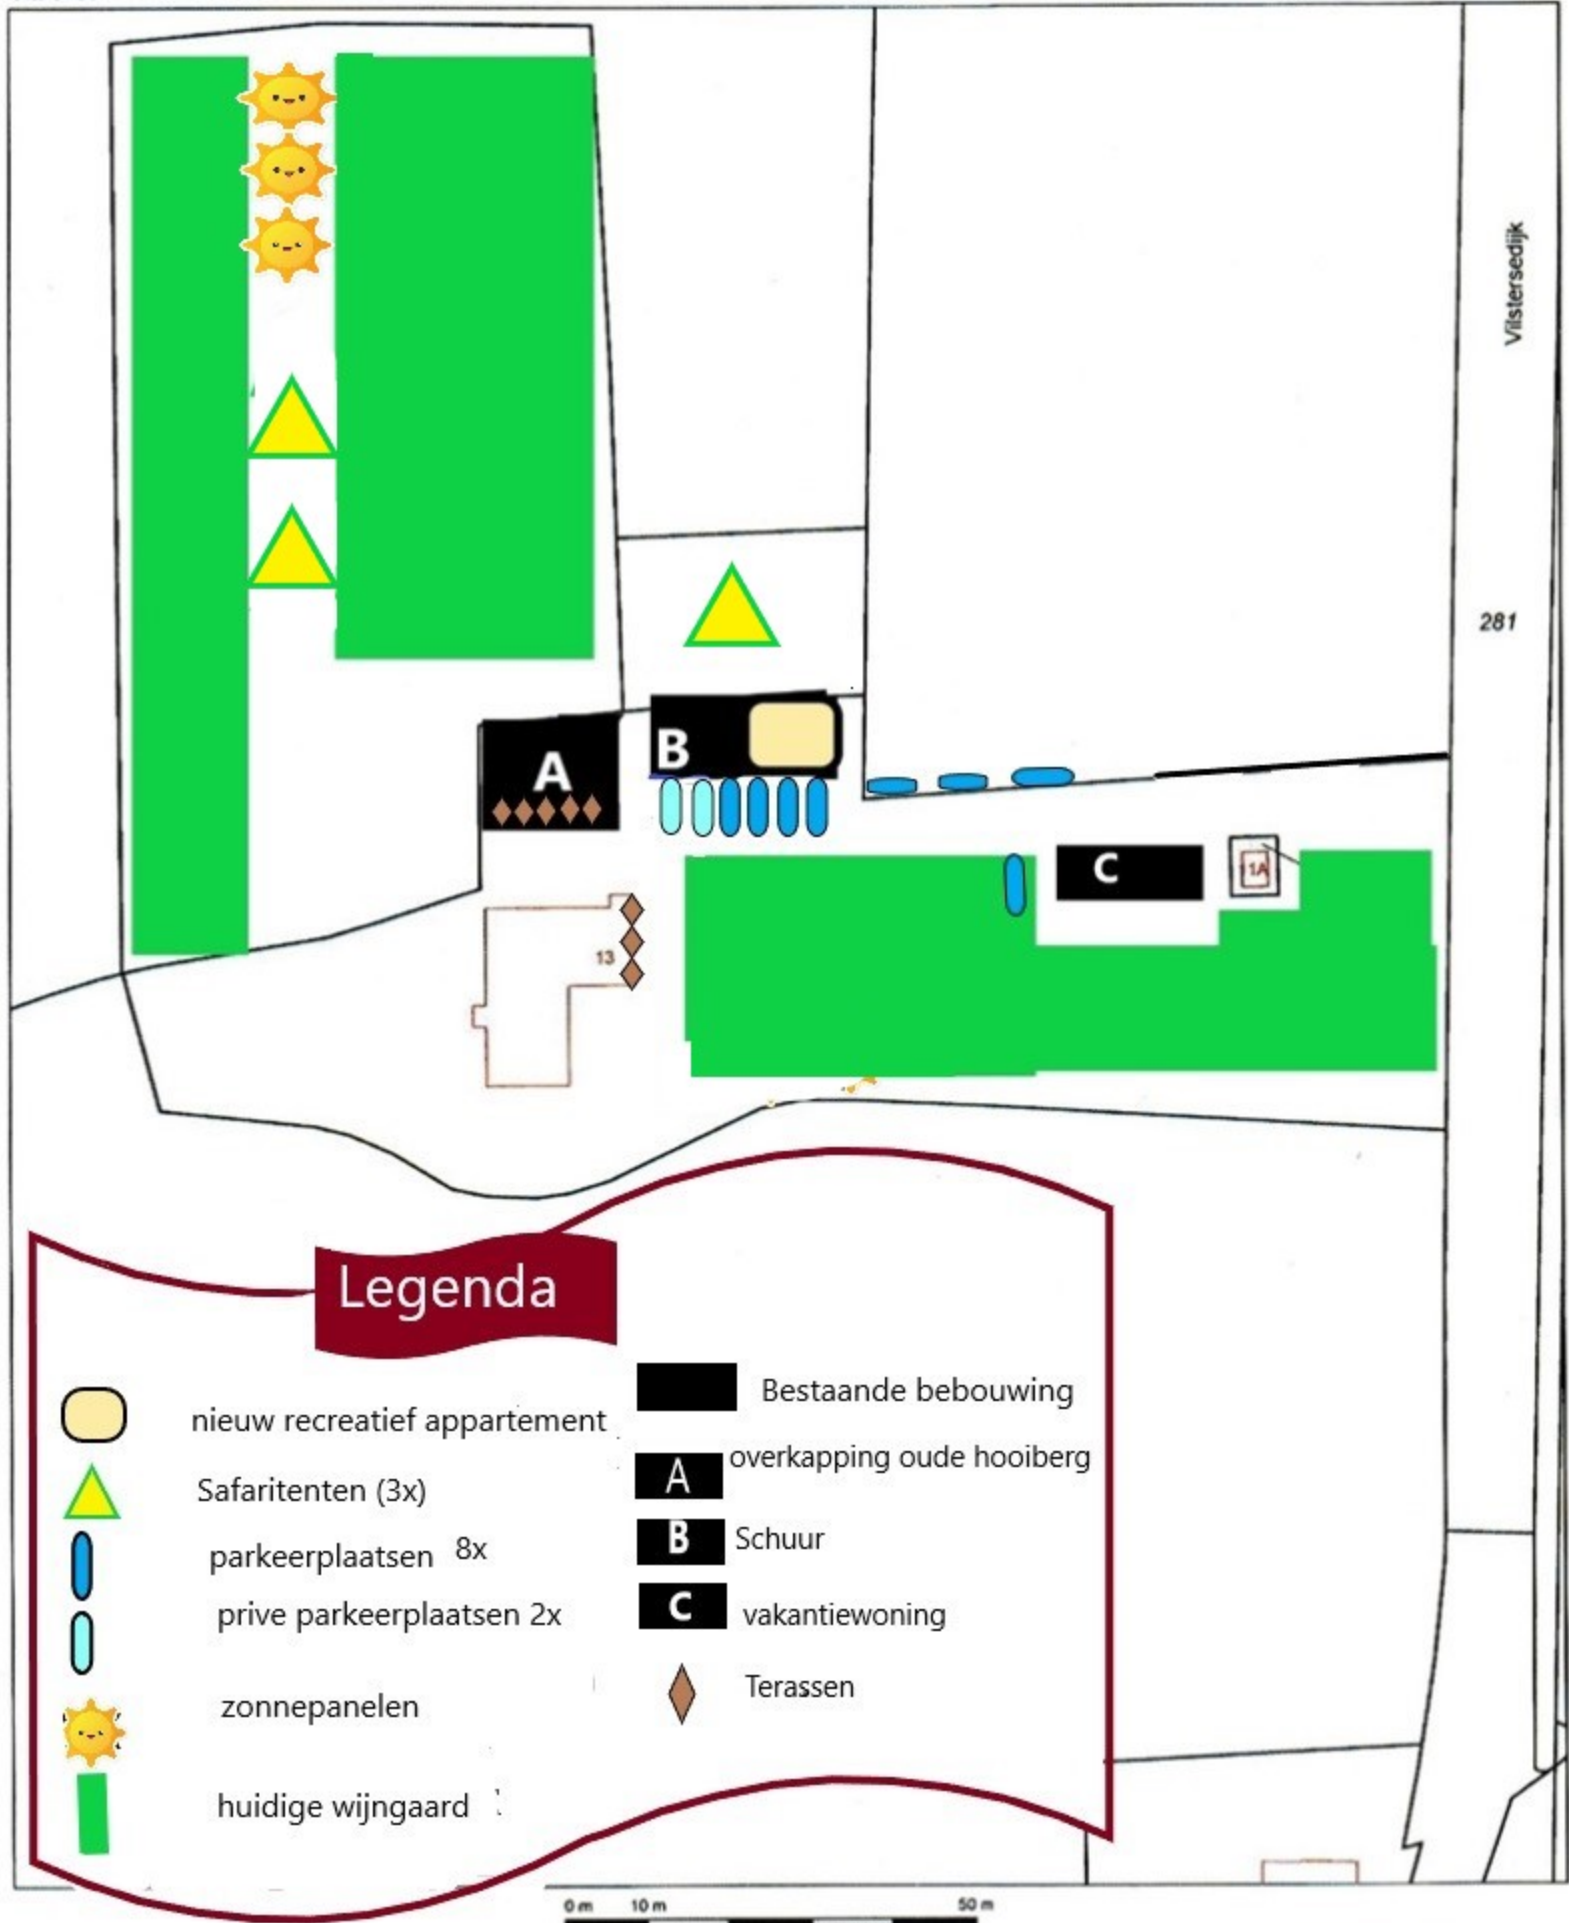 Vilstersedijk
281
A
B
C
11A
13
Legenda
nieuw recreatief appartement
Safaritenten (3x)
parkeerplaatsen 8x
prive parkeerplaatsen 2x
zonnepanelen
huidige wijngaard
Bestaande bebouwing
A overkapping oude hooiberg
B Schuur
C vakantiewoning
Terassen
0 m 10 m 50 m